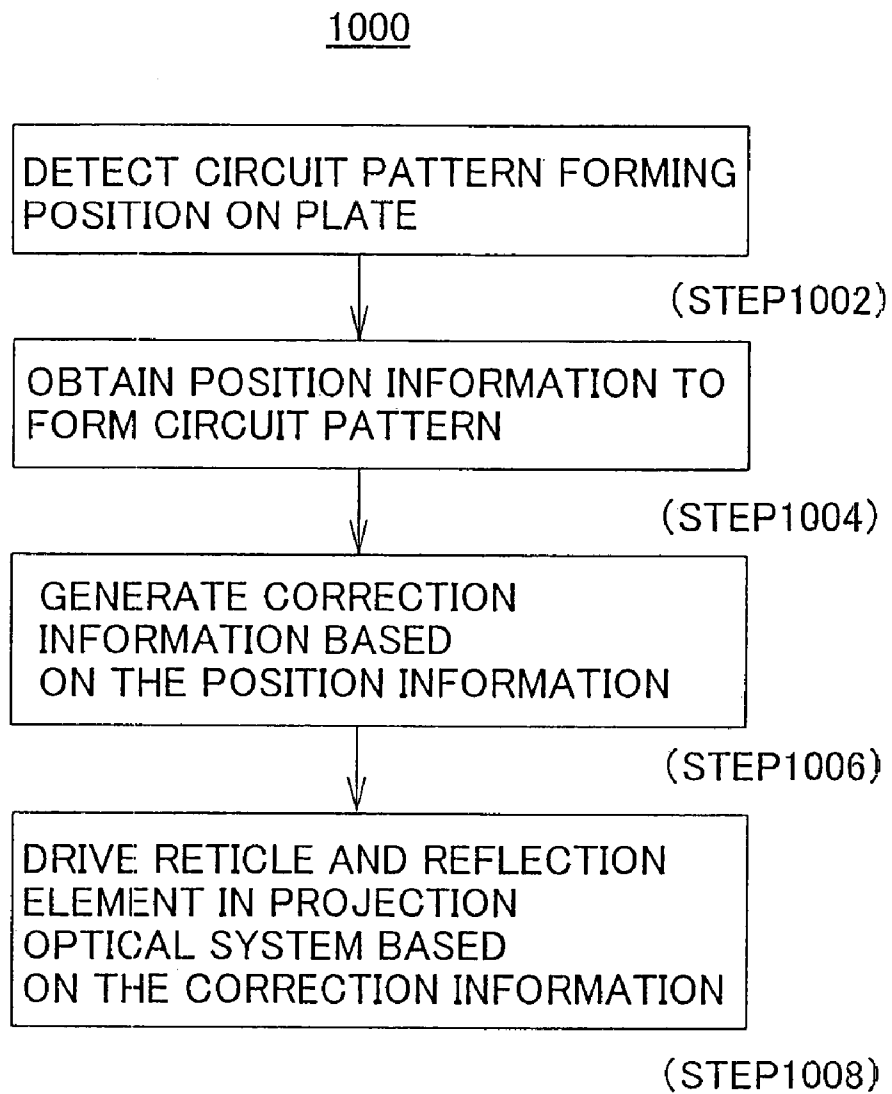 1000
DETECT CIRCUIT PATTERN FORMING
POSITION ON PLATE
(STEP1002)
OBTAIN POSITION INFORMATION TO
FORM CIRCUIT PATTERN
(STEP1004)
GENERATE CORRECTION
INFORMATION BASED
ON THE POSITION INFORMATION
(STEP1006)
DRIVE RETICLE AND REFLECTION
ELEMENT IN PROJECTION
OPTICAL SYSTEM BASED
ON THE CORRECTION INFORMATION
(STEP1008)